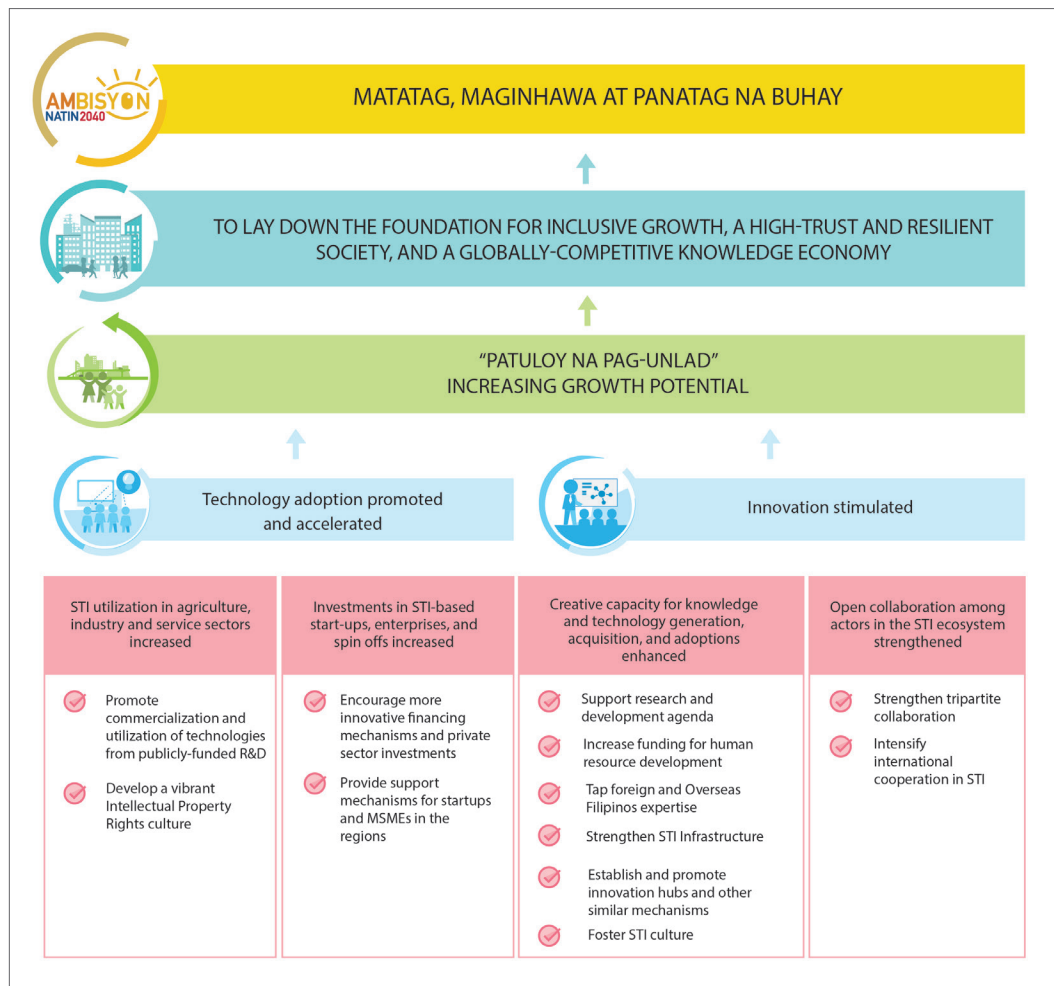 AMBISYON
NATIN2040
MATATAG, MAGINHAWA AT PANATAG NA BUHAY
TO LAY DOWN THE FOUNDATION FOR INCLUSIVE GROWTH, A HIGH-TRUST AND RESILIENT
SOCIETY, AND A GLOBALLY-COMPETITIVE KNOWLEDGE ECONOMY
“PATULOY NA PAG-UNLAD”
INCREASING GROWTH POTENTIAL
Technology adoption promoted
and accelerated
Innovation stimulated
STI utilization in agriculture,
industry and service sectors
increased
Promote
commercialization and
utilization of technologies
from publicly-funded R&D
Develop a vibrant
Intellectual Property
Rights culture
Investments in STI-based
start-ups, enterprises, and
spin offs increased
Encourage more
innovative financing
mechanisms and private
sector investments
Provide support
mechanisms for startups
and MSMEs in the
regions
Creative capacity for knowledge
and technology generation,
acquisition, and adoptions
enhanced
Support research and
development agenda
Increase funding for human
resource development
Tap foreign and Overseas
Filipinos expertise
Strengthen STI Infrastructure
Establish and promote
innovation hubs and other
similar mechanisms
Foster STI culture
Open collaboration among
actors in the STI ecosystem
strengthened
Strengthen tripartite
collaboration
Intensify
international
cooperation in STI